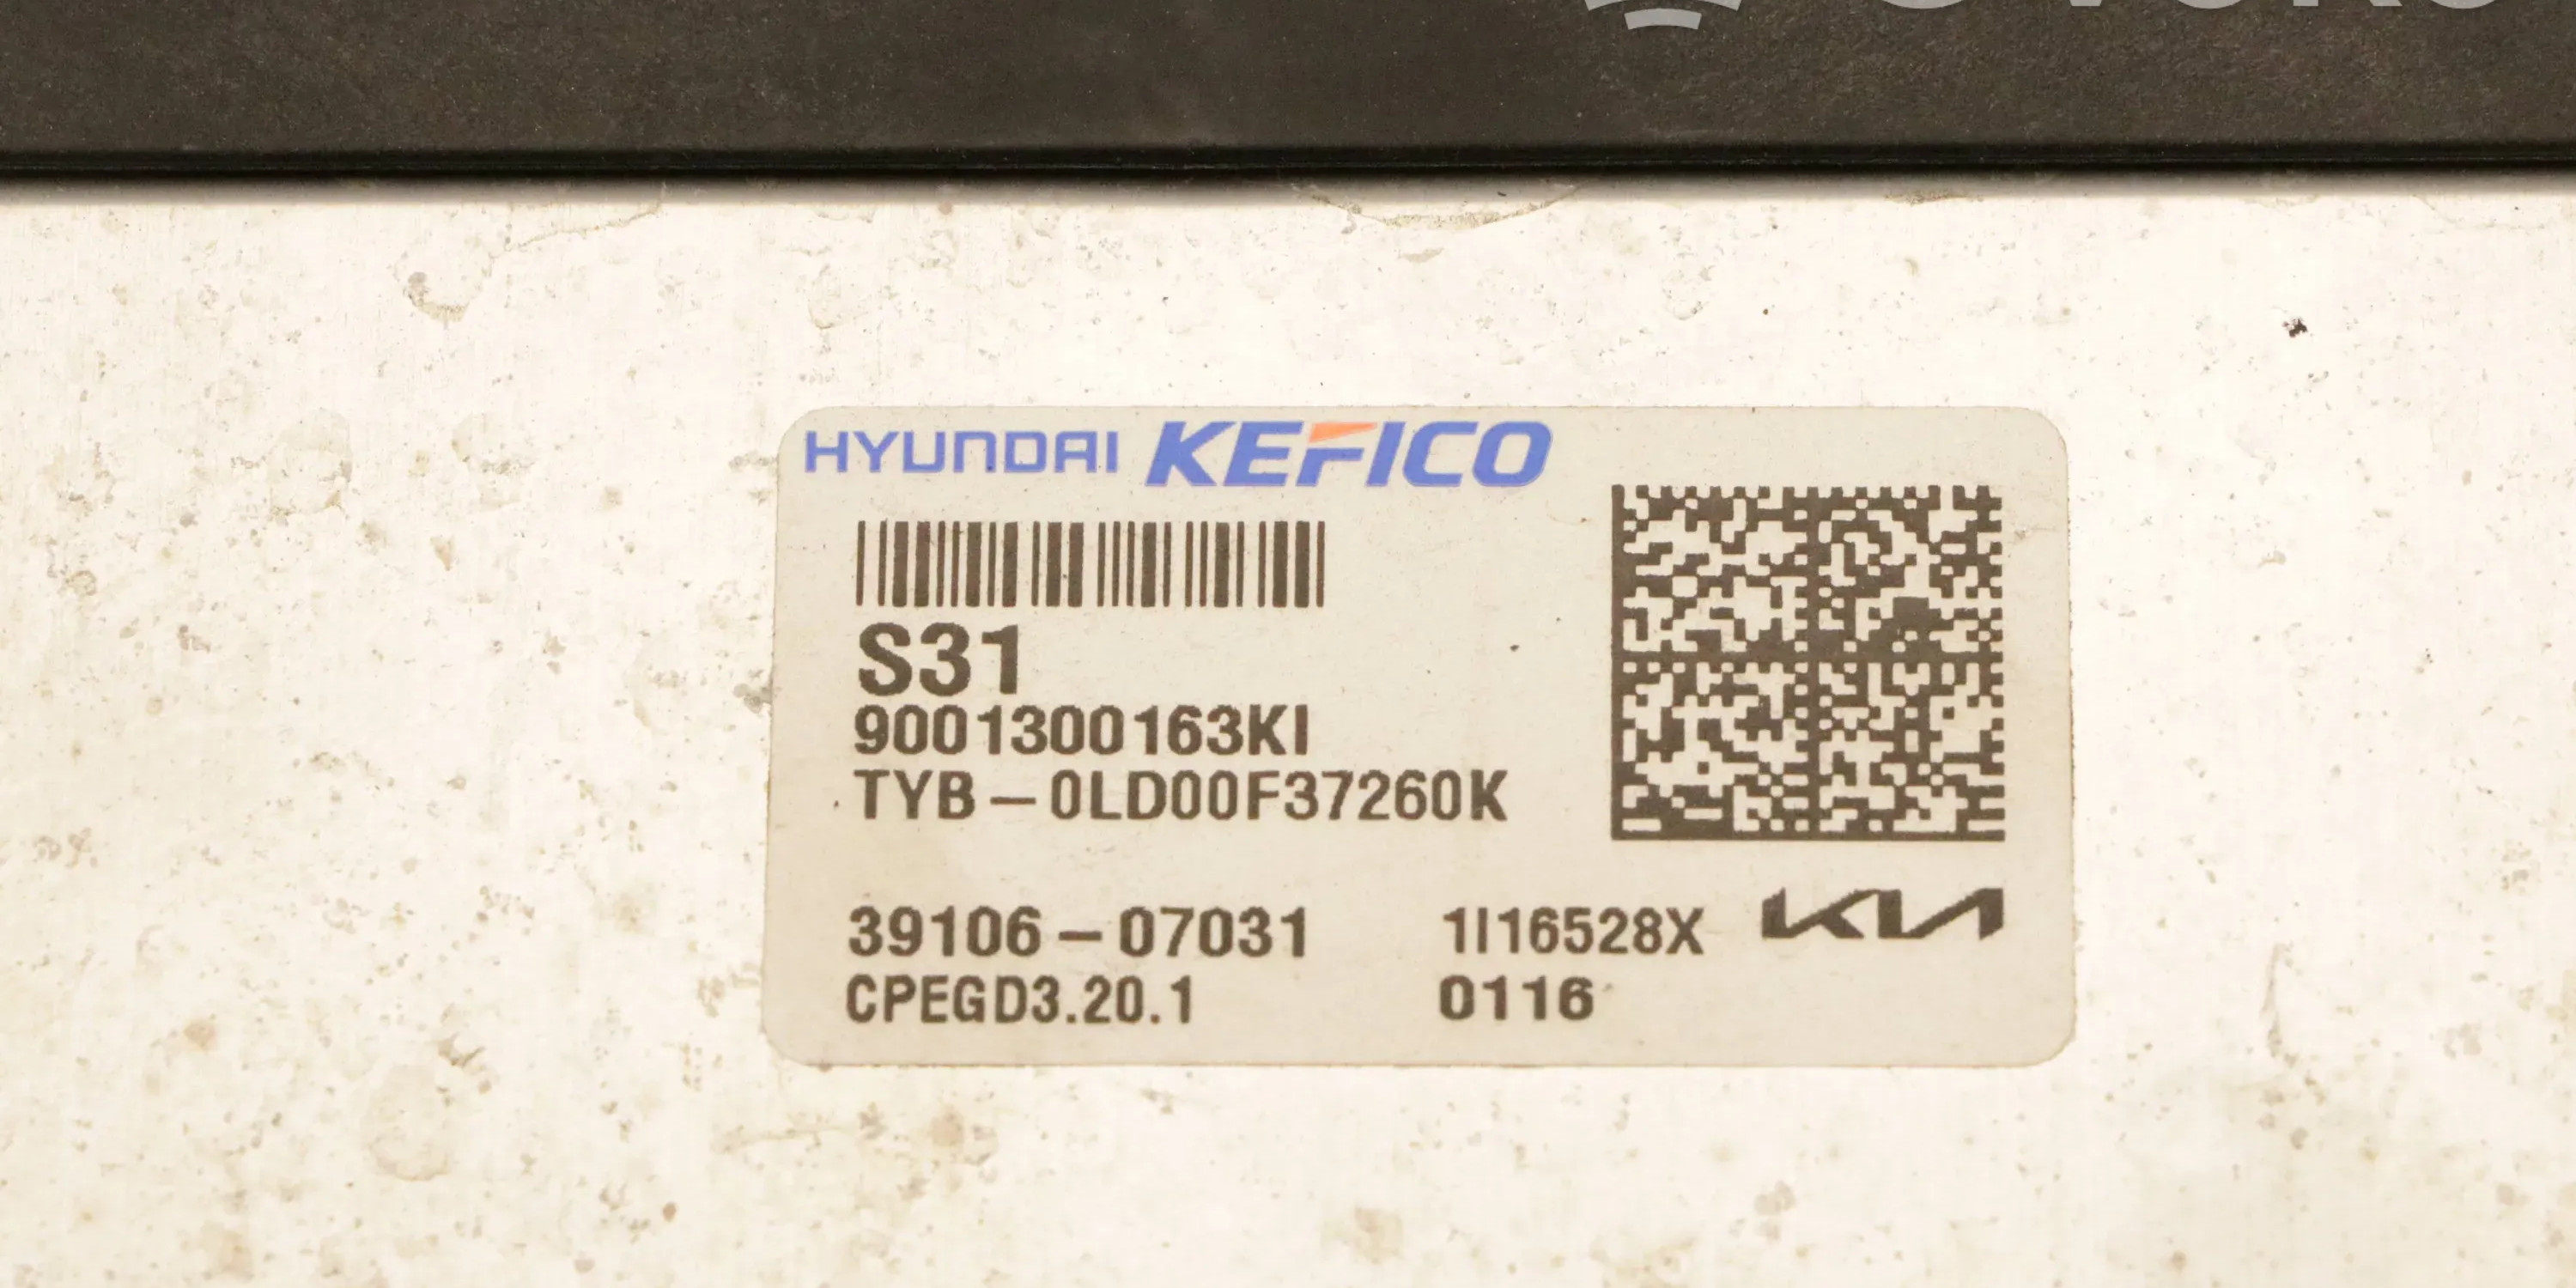 HYUNDAI KEFICO
S31
9001300163KI
TYB-0LD00F37260K
39106-07031 1I16528X KIA
CPEGD3.20.1 0116